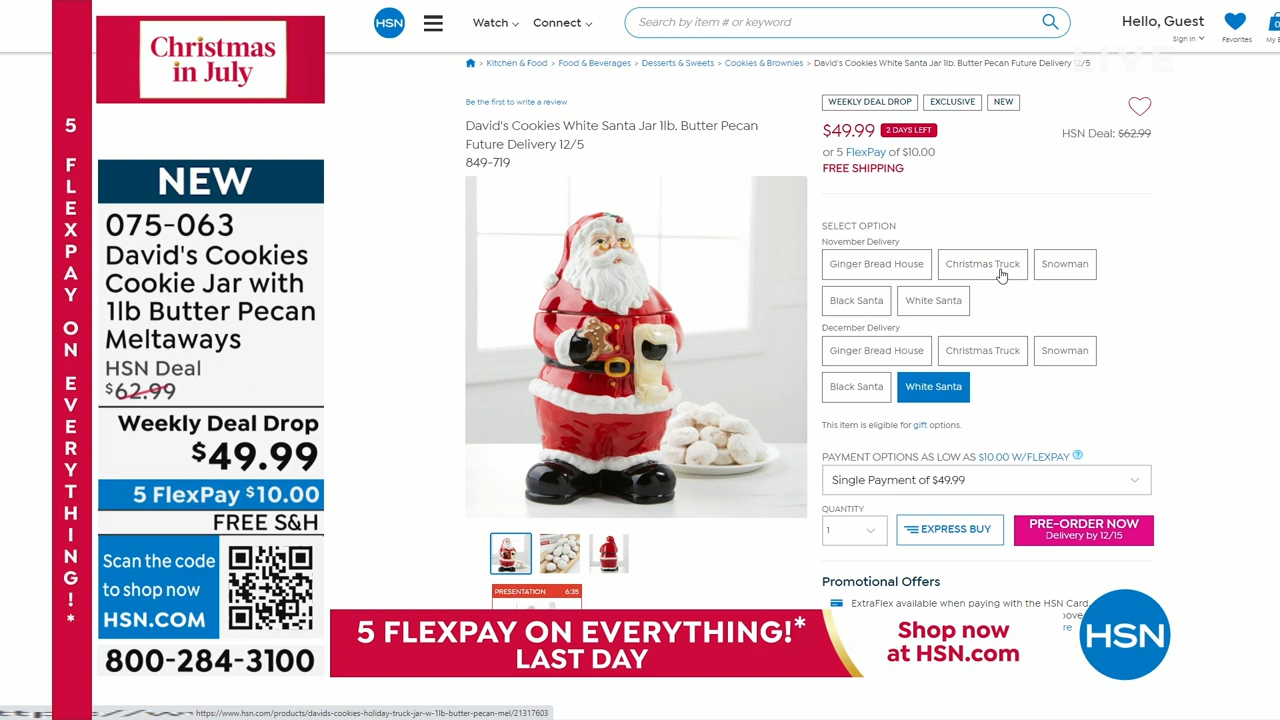 Christmas
in July
5 FLEXPAY ON EVERYTHING!*
NEW
075-063
David's Cookies
Cookie Jar with
1lb Butter Pecan
Meltaways
HSN Deal
$62.99
Weekly Deal Drop
$49.99
5 FlexPay $10.00
FREE S&H
Scan the code
to shop now
HSN.COM
800-284-3100
HSN
Watch
Connect
Search by item # or keyword
Hello, Guest
Sign In
Favorites
LIVE
> Kitchen & Food > Food & Beverages > Desserts & Sweets > Cookies & Brownies > David's Cookies White Santa Jar 1lb. Butter Pecan Future Delivery 12/5
Be the first to write a review
David's Cookies White Santa Jar 1lb. Butter Pecan
Future Delivery 12/5
849-719
WEEKLY DEAL DROP EXCLUSIVE NEW
$49.99 2 DAYS LEFT
HSN Deal: $62.99
or 5 FlexPay of $10.00
FREE SHIPPING
SELECT OPTION
November Delivery
Ginger Bread House Christmas Truck Snowman
Black Santa White Santa
December Delivery
Ginger Bread House Christmas Truck Snowman
Black Santa White Santa
This item is eligible for gift options.
PAYMENT OPTIONS AS LOW AS $10.00 W/FLEXPAY
Single Payment of $49.99
QUANTITY
1
EXPRESS BUY
PRE-ORDER NOW
Delivery by 12/15
Promotional Offers
ExtraFlex available when paying with the HSN Card.
PRESENTATION 6:35
5 FLEXPAY ON EVERYTHING!*
LAST DAY
Shop now
at HSN.com
HSN
https://www.hsn.com/products/davids-cookies-holiday-truck-jar-w-1lb-butter-pecan-mel/21317603